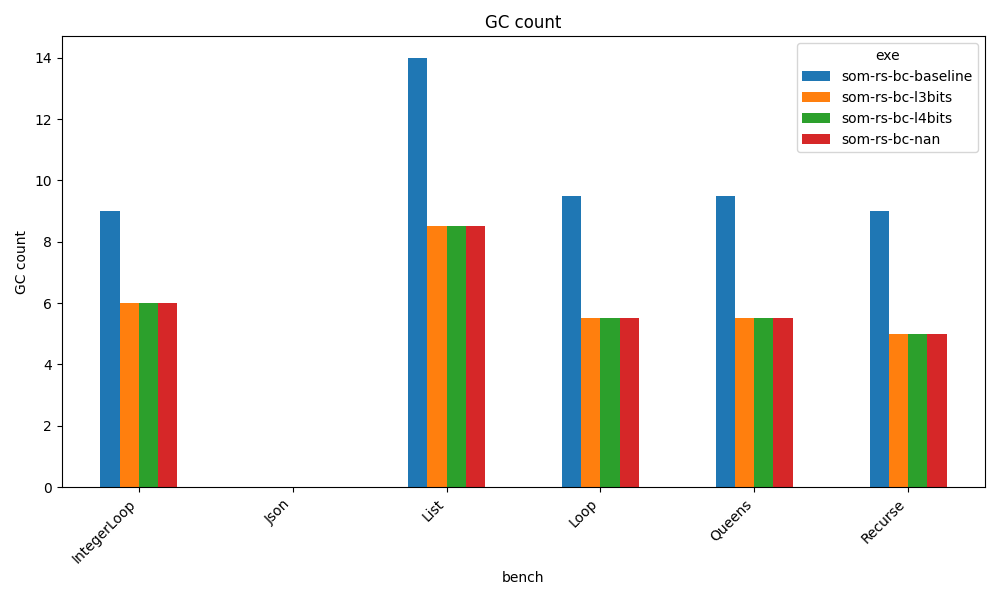 GC count
exe
som-rs-bc-baseline
som-rs-bc-l3bits
som-rs-bc-l4bits
som-rs-bc-nan
GC count
14
12
10
8
6
4
2
0
IntegerLoop
Json
List
Loop
Queens
Recurse
bench